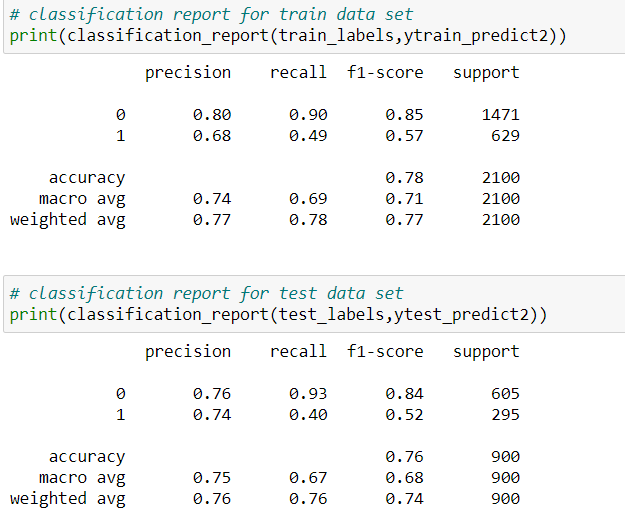 # classification report for train data set
print(classification_report(train_labels,ytrain_predict2))
precision recall f1-score support
0 0.80 0.90 0.85 1471
1 0.68 0.49 0.57 629
accuracy 0.78 2100
macro avg 0.74 0.69 0.71 2100
weighted avg 0.77 0.78 0.77 2100
# classification report for test data set
print(classification_report(test_labels,ytest_predict2))
precision recall f1-score support
0 0.76 0.93 0.84 605
1 0.74 0.40 0.52 295
accuracy 0.76 900
macro avg 0.75 0.67 0.68 900
weighted avg 0.76 0.76 0.74 900